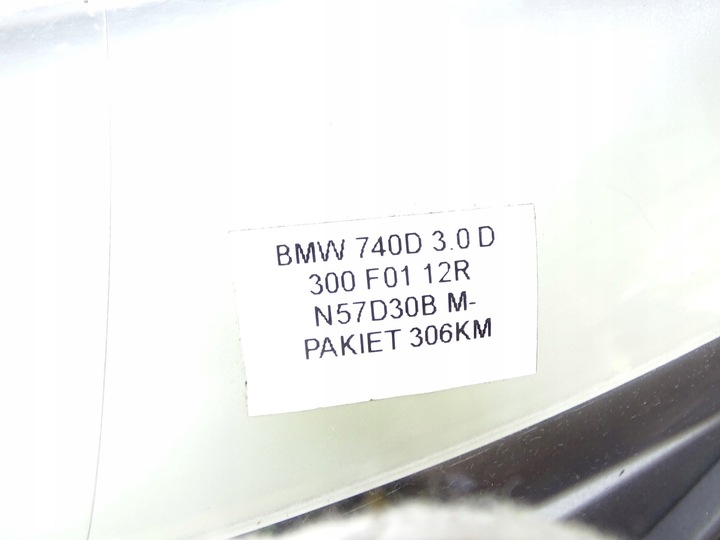 BMW 740D 3.0 D
300 F01 12R
N57D30B M-
PAKIET 306KM